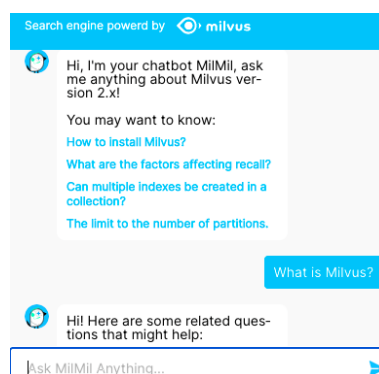 Search engine powerd by milvus
Hi, I'm your chatbot MilMil, ask
me anything about Milvus ver-
sion 2.x!
You may want to know:
How to install Milvus?
What are the factors affecting recall?
Can multiple indexes be created in a
collection?
The limit to the number of partitions.
What is Milvus?
Hi! Here are some related ques-
tions that might help:
Ask MilMil Anything...